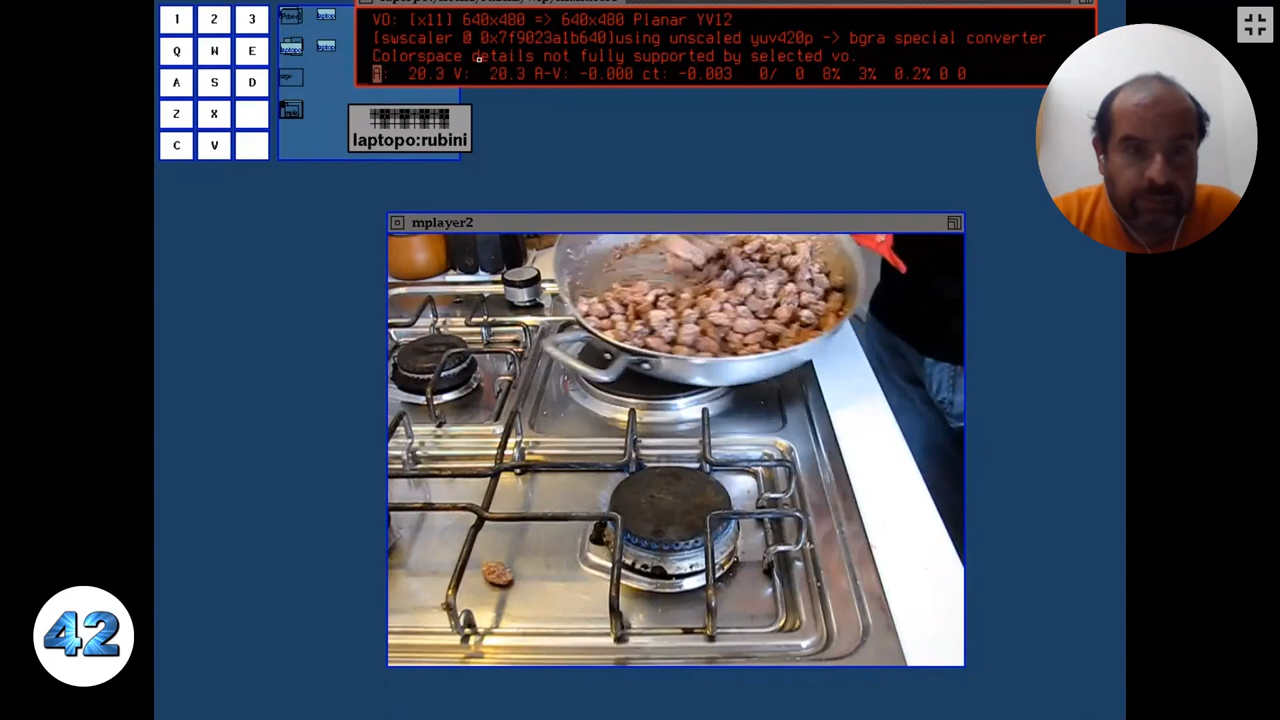 1 2 3
Q W E
A S D
Z X
C V
VO: [x11] 640x480 => 640x480 Planar YV12
[swscaler @ 0x7f9023a1b640]using unscaled yuv420p -> bgra special converter
Colorspace details not fully supported by selected vo.
A: 20.3 V: 20.3 A-V: -0.000 ct: -0.003 0/ 0 8% 3% 0.2% 0 0
laptopo:rubini
mplayer2
42